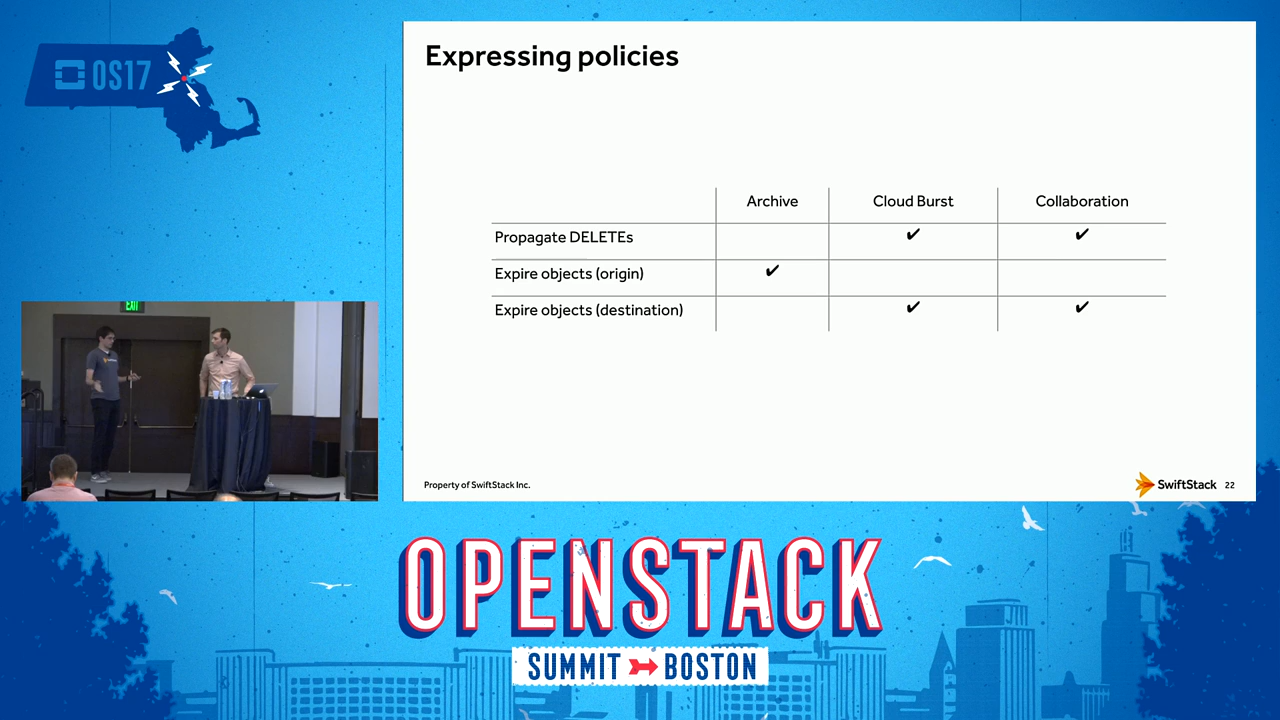 OS17
Expressing policies
Archive Cloud Burst Collaboration
Propagate DELETEs ✔ ✔
Expire objects (origin) ✔
Expire objects (destination) ✔ ✔
EXIT
Property of SwiftStack Inc.
SwiftStack 22
OPENSTACK
SUMMIT BOSTON